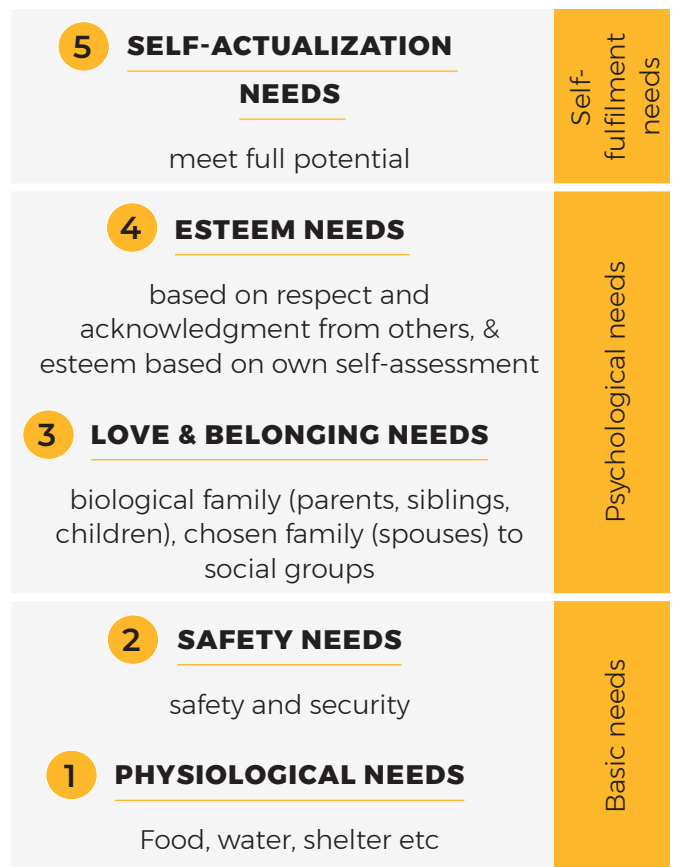 5 SELF-ACTUALIZATION
NEEDS
meet full potential
Self-
fulfilment
needs
4 ESTEEM NEEDS
based on respect and
acknowledgment from others, &
esteem based on own self-assessment
3 LOVE & BELONGING NEEDS
biological family (parents, siblings,
children), chosen family (spouses) to
social groups
Psychological needs
2 SAFETY NEEDS
safety and security
1 PHYSIOLOGICAL NEEDS
Food, water, shelter etc
Basic needs